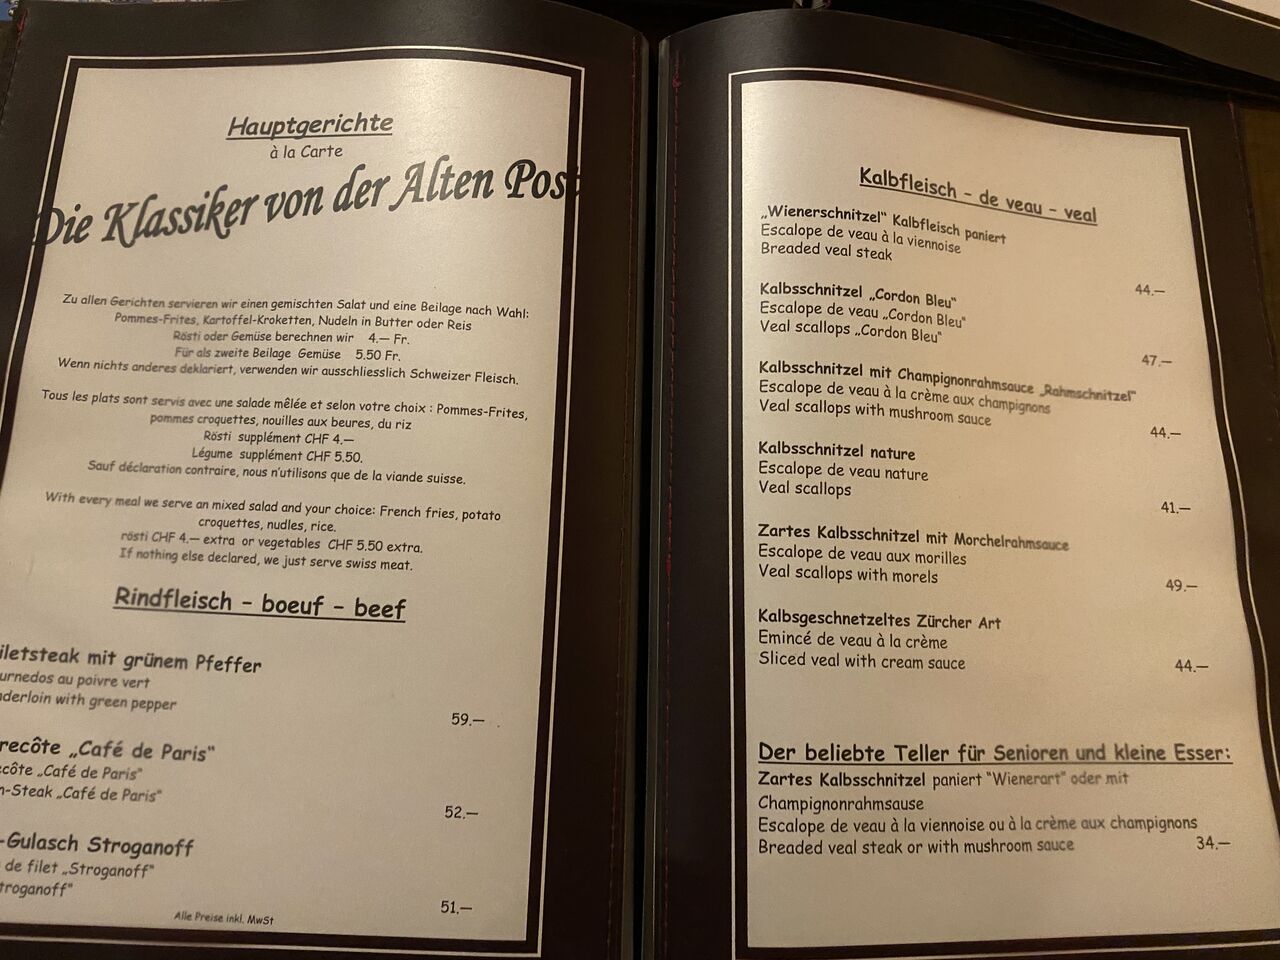 Hauptgerichte
à la Carte
Die Klassiker von der Alten Post
Zu allen Gerichten servieren wir einen gemischten Salat und eine Beilage nach Wahl:
Pommes-Frites, Kartoffel-Kroketten, Nudeln in Butter oder Reis
Rösti oder Gemüse berechnen wir 4.— Fr.
Für als zweite Beilage Gemüse 5.50 Fr.
Wenn nichts anderes deklariert, verwenden wir ausschliesslich Schweizer Fleisch.
Tous les plats sont servis avec une salade mêlée et selon votre choix : Pommes-Frites,
pommes croquettes, nouilles aux beures, du riz
Rösti supplément CHF 4.—
Légume supplément CHF 5.50.
Sauf déclaration contraire, nous n'utilisons que de la viande suisse.
With every meal we serve an mixed salad and your choice: French fries, potato
croquettes, nudles, rice.
rösti CHF 4.— extra or vegetables CHF 5.50 extra.
If nothing else declared, we just serve swiss meat.
Rindfleisch - boeuf - beef
iletsteak mit grünem Pfeffer
urnedos au poivre vert
nderloin with green pepper
59.—
recôte „Café de Paris"
ecôte „Café de Paris"
n-Steak „Café de Paris"
52.—
-Gulasch Stroganoff
de filet „Stroganoff"
troganoff"
51.—
Alle Preise inkl. MwSt
Kalbfleisch - de veau - veal
„Wienerschnitzel" Kalbfleisch paniert
Escalope de veau à la viennoise
Breaded veal steak
44.—
Kalbsschnitzel „Cordon Bleu"
Escalope de veau „Cordon Bleu"
Veal scallops „Cordon Bleu"
47.—
Kalbsschnitzel mit Champignonrahmsauce „Rahmschnitzel"
Escalope de veau à la crème aux champignons
Veal scallops with mushroom sauce
44.—
Kalbsschnitzel nature
Escalope de veau nature
Veal scallops
41.—
Zartes Kalbsschnitzel mit Morchelrahmsauce
Escalope de veau aux morilles
Veal scallops with morels
49.—
Kalbsgeschnetzeltes Zürcher Art
Emincé de veau à la crème
Sliced veal with cream sauce
44.—
Der beliebte Teller für Senioren und kleine Esser:
Zartes Kalbsschnitzel paniert "Wienerart" oder mit
Champignonrahmsause
Escalope de veau à la viennoise ou à la crème aux champignons
Breaded veal steak or with mushroom sauce
34.—